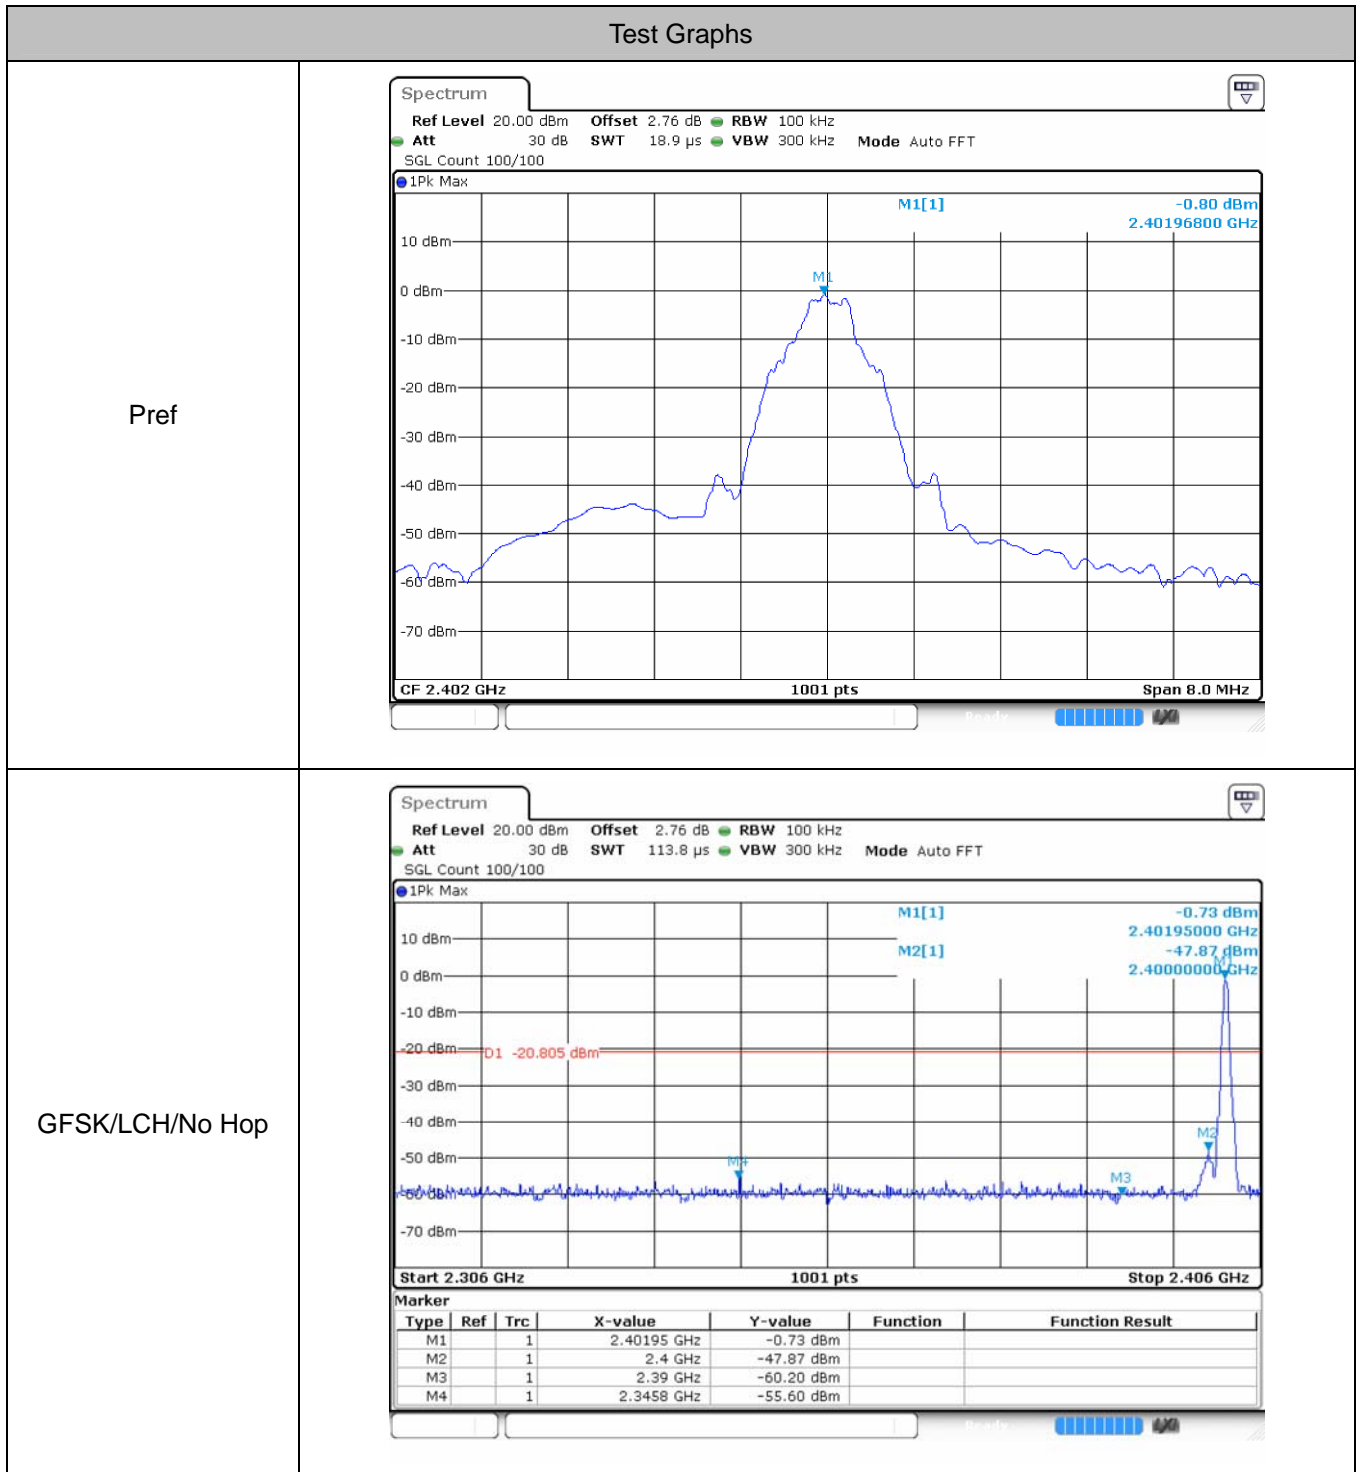 Test Graphs
Pref
Spectrum
Ref Level 20.00 dBm Offset 2.76 dB RBW 100 kHz
Att 30 dB SWT 18.9 µs VBW 300 kHz Mode Auto FFT
SGL Count 100/100
1Pk Max
M1[1] -0.80 dBm
2.40196800 GHz
10 dBm
M1
0 dBm
-10 dBm
-20 dBm
-30 dBm
-40 dBm
-50 dBm
-60 dBm
-70 dBm
CF 2.402 GHz 1001 pts Span 8.0 MHz
Ready
GFSK/LCH/No Hop
Spectrum
Ref Level 20.00 dBm Offset 2.76 dB RBW 100 kHz
Att 30 dB SWT 113.8 µs VBW 300 kHz Mode Auto FFT
SGL Count 100/100
1Pk Max
M1[1] -0.73 dBm
2.40195000 GHz
10 dBm
M2[1] -47.87 dBm
M1
0 dBm 2.40000000 GHz
-10 dBm
-20 dBm
D1 -20.805 dBm
-30 dBm
-40 dBm
M2
-50 dBm
M4
M3
-60 dBm
-70 dBm
Start 2.306 GHz 1001 pts Stop 2.406 GHz
Marker
Type Ref Trc X-value Y-value Function Function Result
M1 1 2.40195 GHz -0.73 dBm
M2 1 2.4 GHz -47.87 dBm
M3 1 2.39 GHz -60.20 dBm
M4 1 2.3458 GHz -55.60 dBm
Ready